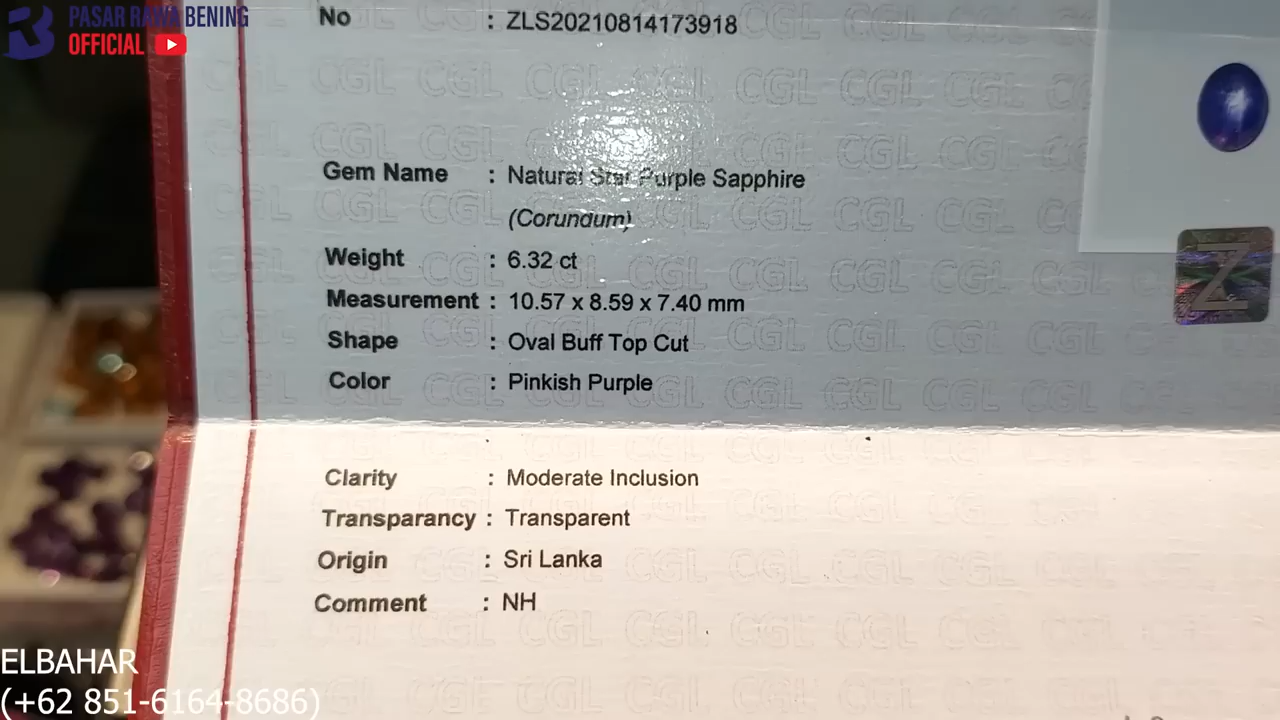 PASAR RAWA BENING
OFFICIAL
No : ZLS20210814173918
Gem Name : Natural Star Purple Sapphire
(Corundum)
Weight : 6.32 ct
Measurement : 10.57 x 8.59 x 7.40 mm
Shape : Oval Buff Top Cut
Color : Pinkish Purple
Z
Clarity : Moderate Inclusion
Transparancy : Transparent
Origin : Sri Lanka
Comment : NH
CGL
ELBAHAR
(+62 851-6164-8686)